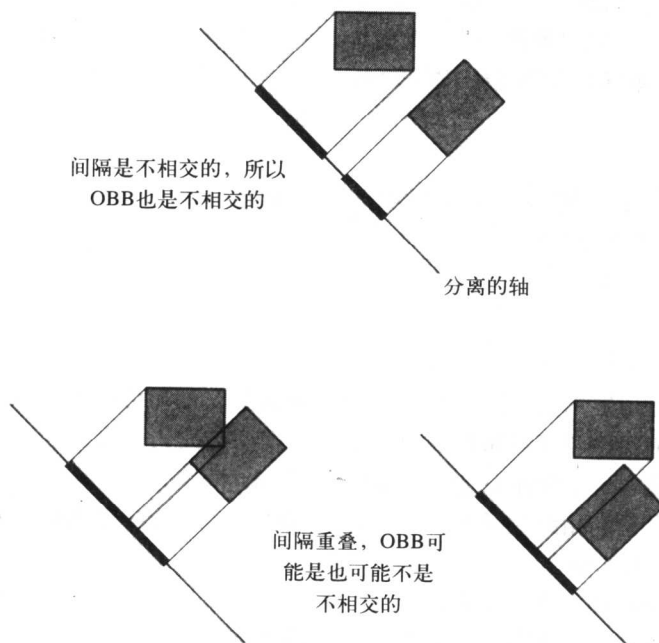 间隔是不相交的，所以
OBB也是不相交的
分离的轴
间隔重叠，OBB可
能是也可能不是
不相交的